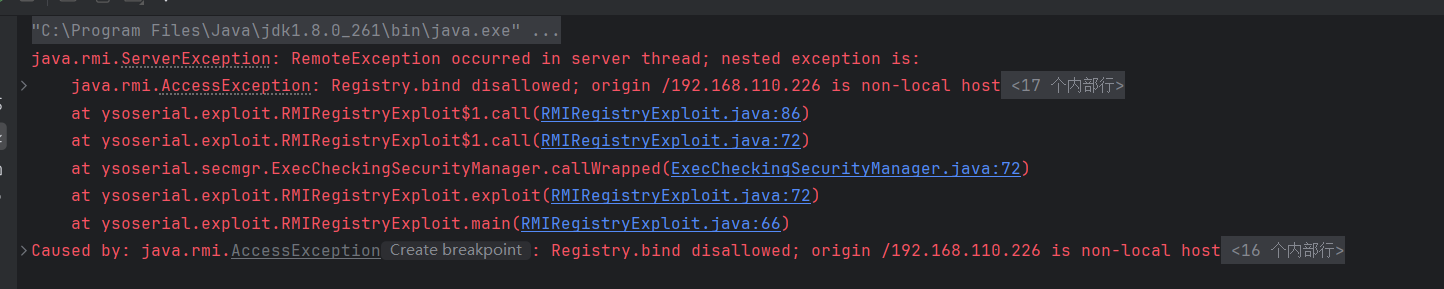 "C:\Program Files\Java\jdk1.8.0_261\bin\java.exe" ...
java.rmi.ServerException: RemoteException occurred in server thread; nested exception is:
java.rmi.AccessException: Registry.bind disallowed; origin /192.168.110.226 is non-local host <17 个内部行>
at ysoserial.exploit.RMIRegistryExploit$1.call(RMIRegistryExploit.java:86)
at ysoserial.exploit.RMIRegistryExploit$1.call(RMIRegistryExploit.java:72)
at ysoserial.secmgr.ExecCheckingSecurityManager.callWrapped(ExecCheckingSecurityManager.java:72)
at ysoserial.exploit.RMIRegistryExploit.exploit(RMIRegistryExploit.java:72)
at ysoserial.exploit.RMIRegistryExploit.main(RMIRegistryExploit.java:66)
Caused by: java.rmi.AccessException Create breakpoint : Registry.bind disallowed; origin /192.168.110.226 is non-local host <16 个内部行>